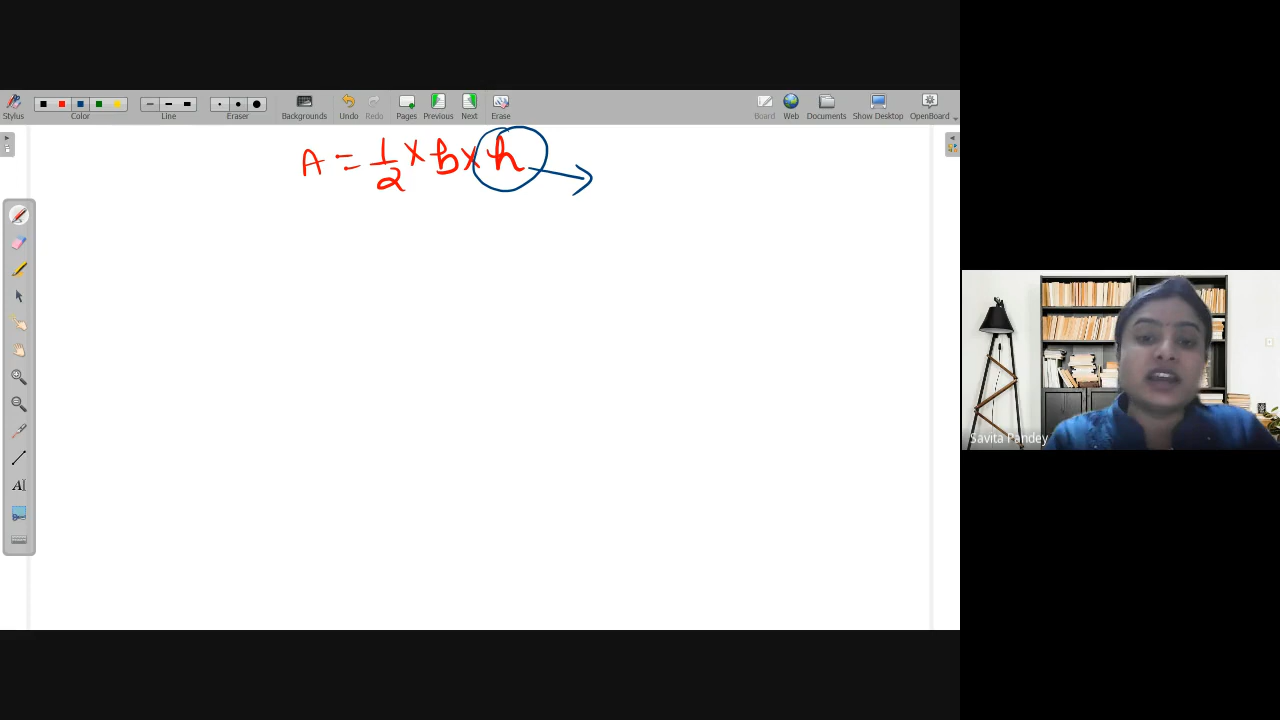 Stylus Color Line Eraser Backgrounds Undo Redo Pages Previous Next Erase Board Web Documents Show Desktop OpenBoard
A = 1/2 × b × h
Savita Pandey